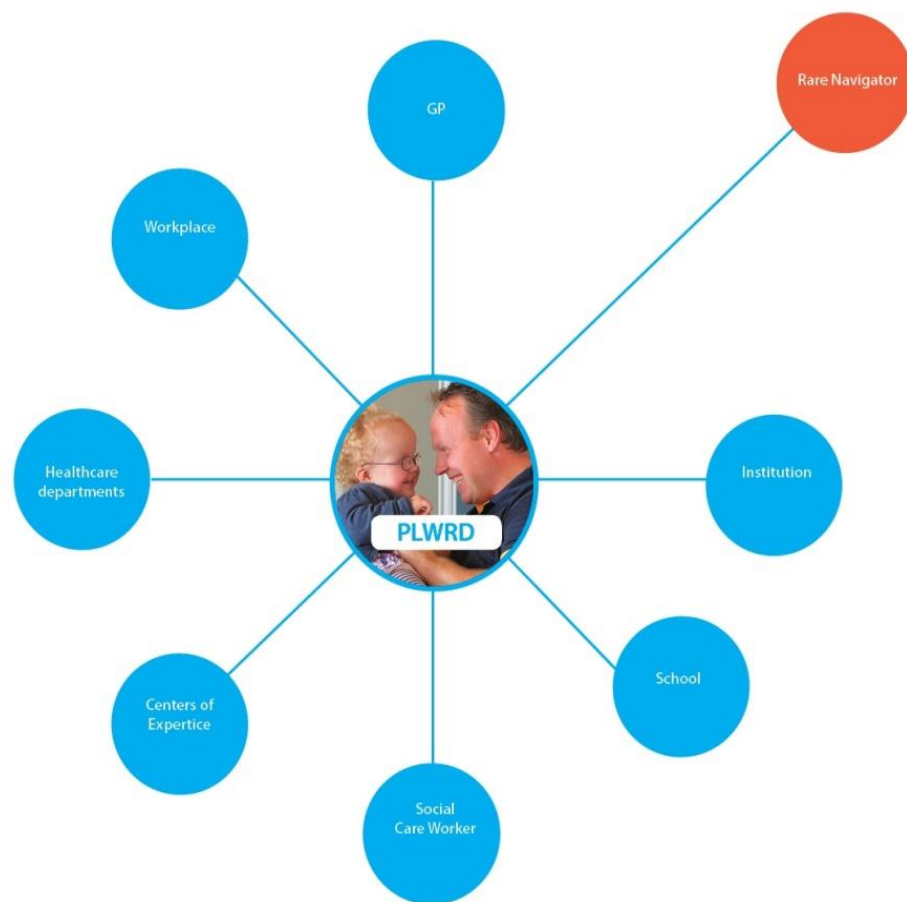 Rare Navigator
GP
Workplace
Healthcare
departments
Institution
PLWRD
School
Centers of
Expertice
Social
Care Worker